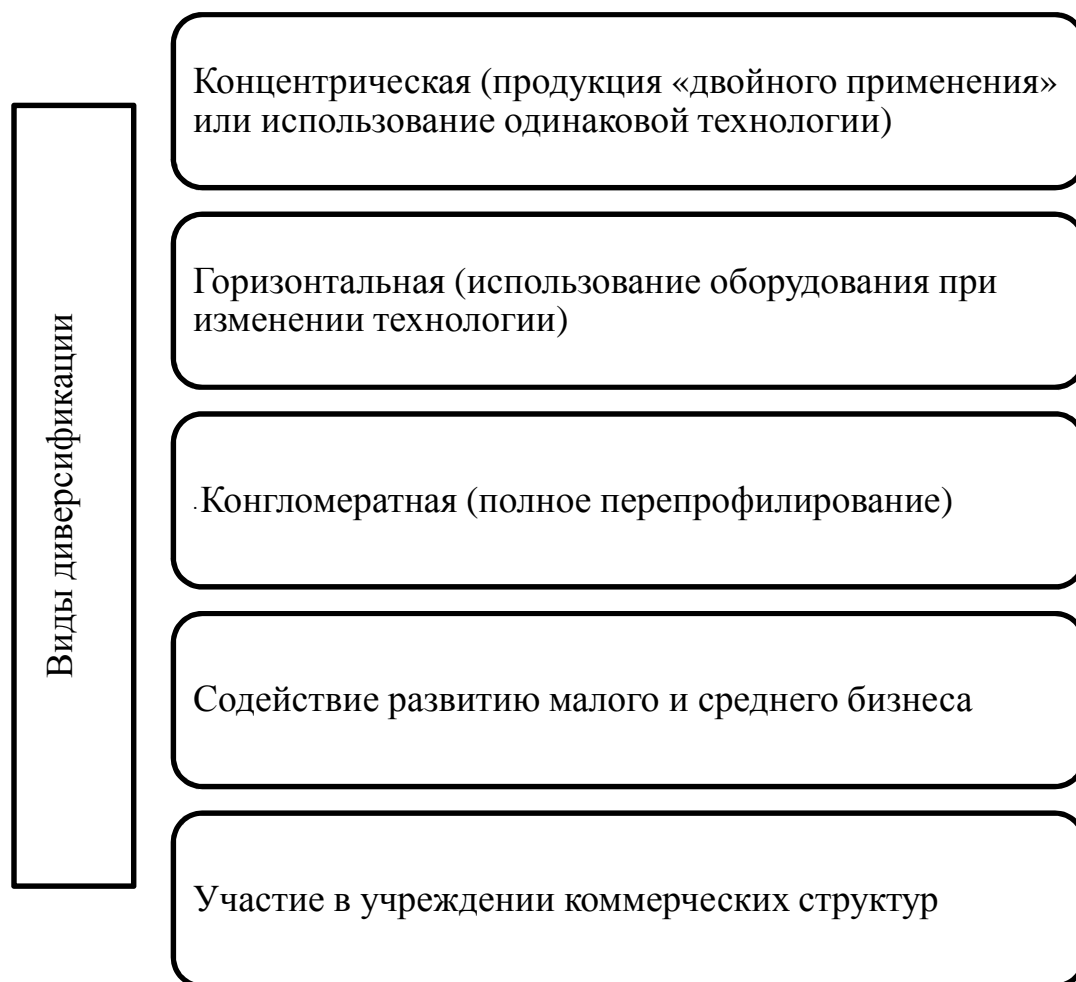 Виды диверсификации
Концентрическая (продукция «двойного применения»
или использование одинаковой технологии)
Горизонтальная (использование оборудования при
изменении технологии)
.Конгломератная (полное перепрофилирование)
Содействие развитию малого и среднего бизнеса
Участие в учреждении коммерческих структур